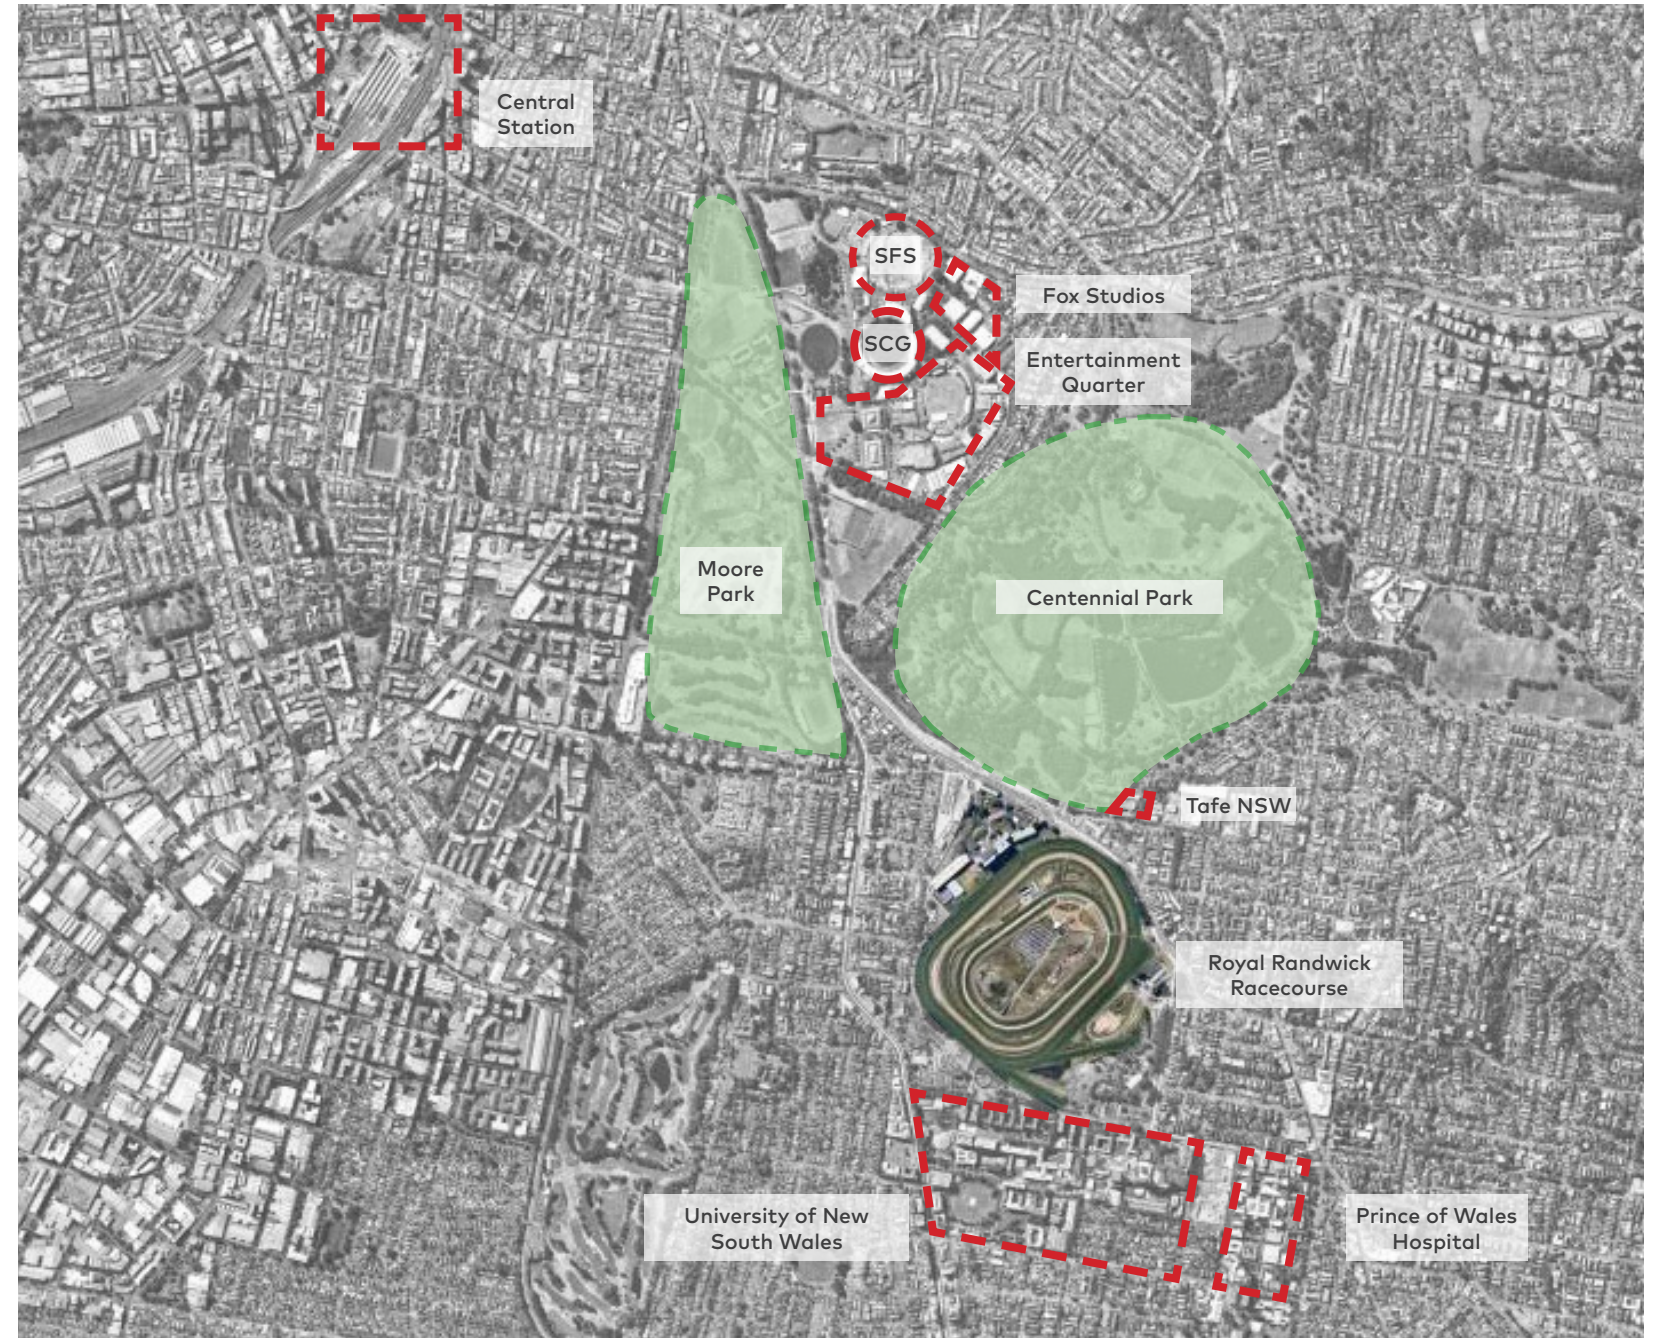 Central
Station
SFS
Fox Studios
SCG
Entertainment
Quarter
Moore
Park
Centennial Park
Tafe NSW
Royal Randwick
Racecourse
University of New
South Wales
Prince of Wales
Hospital